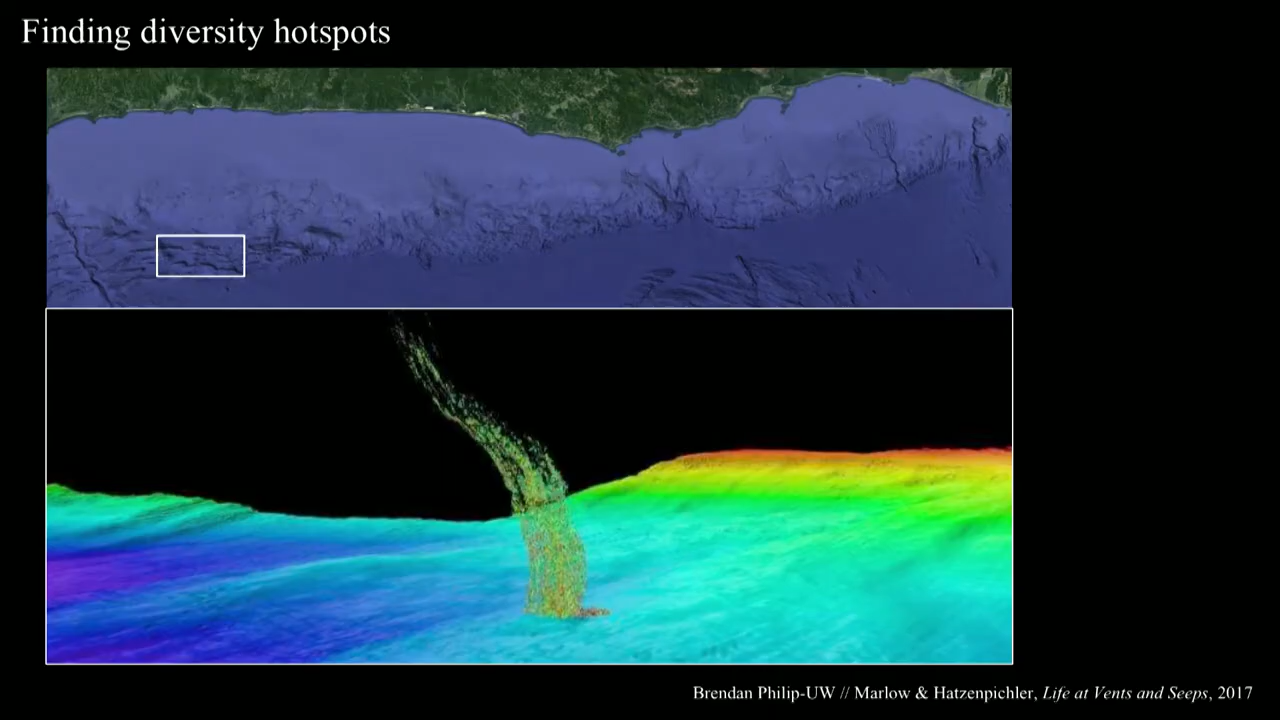 Finding diversity hotspots
Brendan Philip-UW // Marlow & Hatzenpichler, Life at Vents and Seeps, 2017